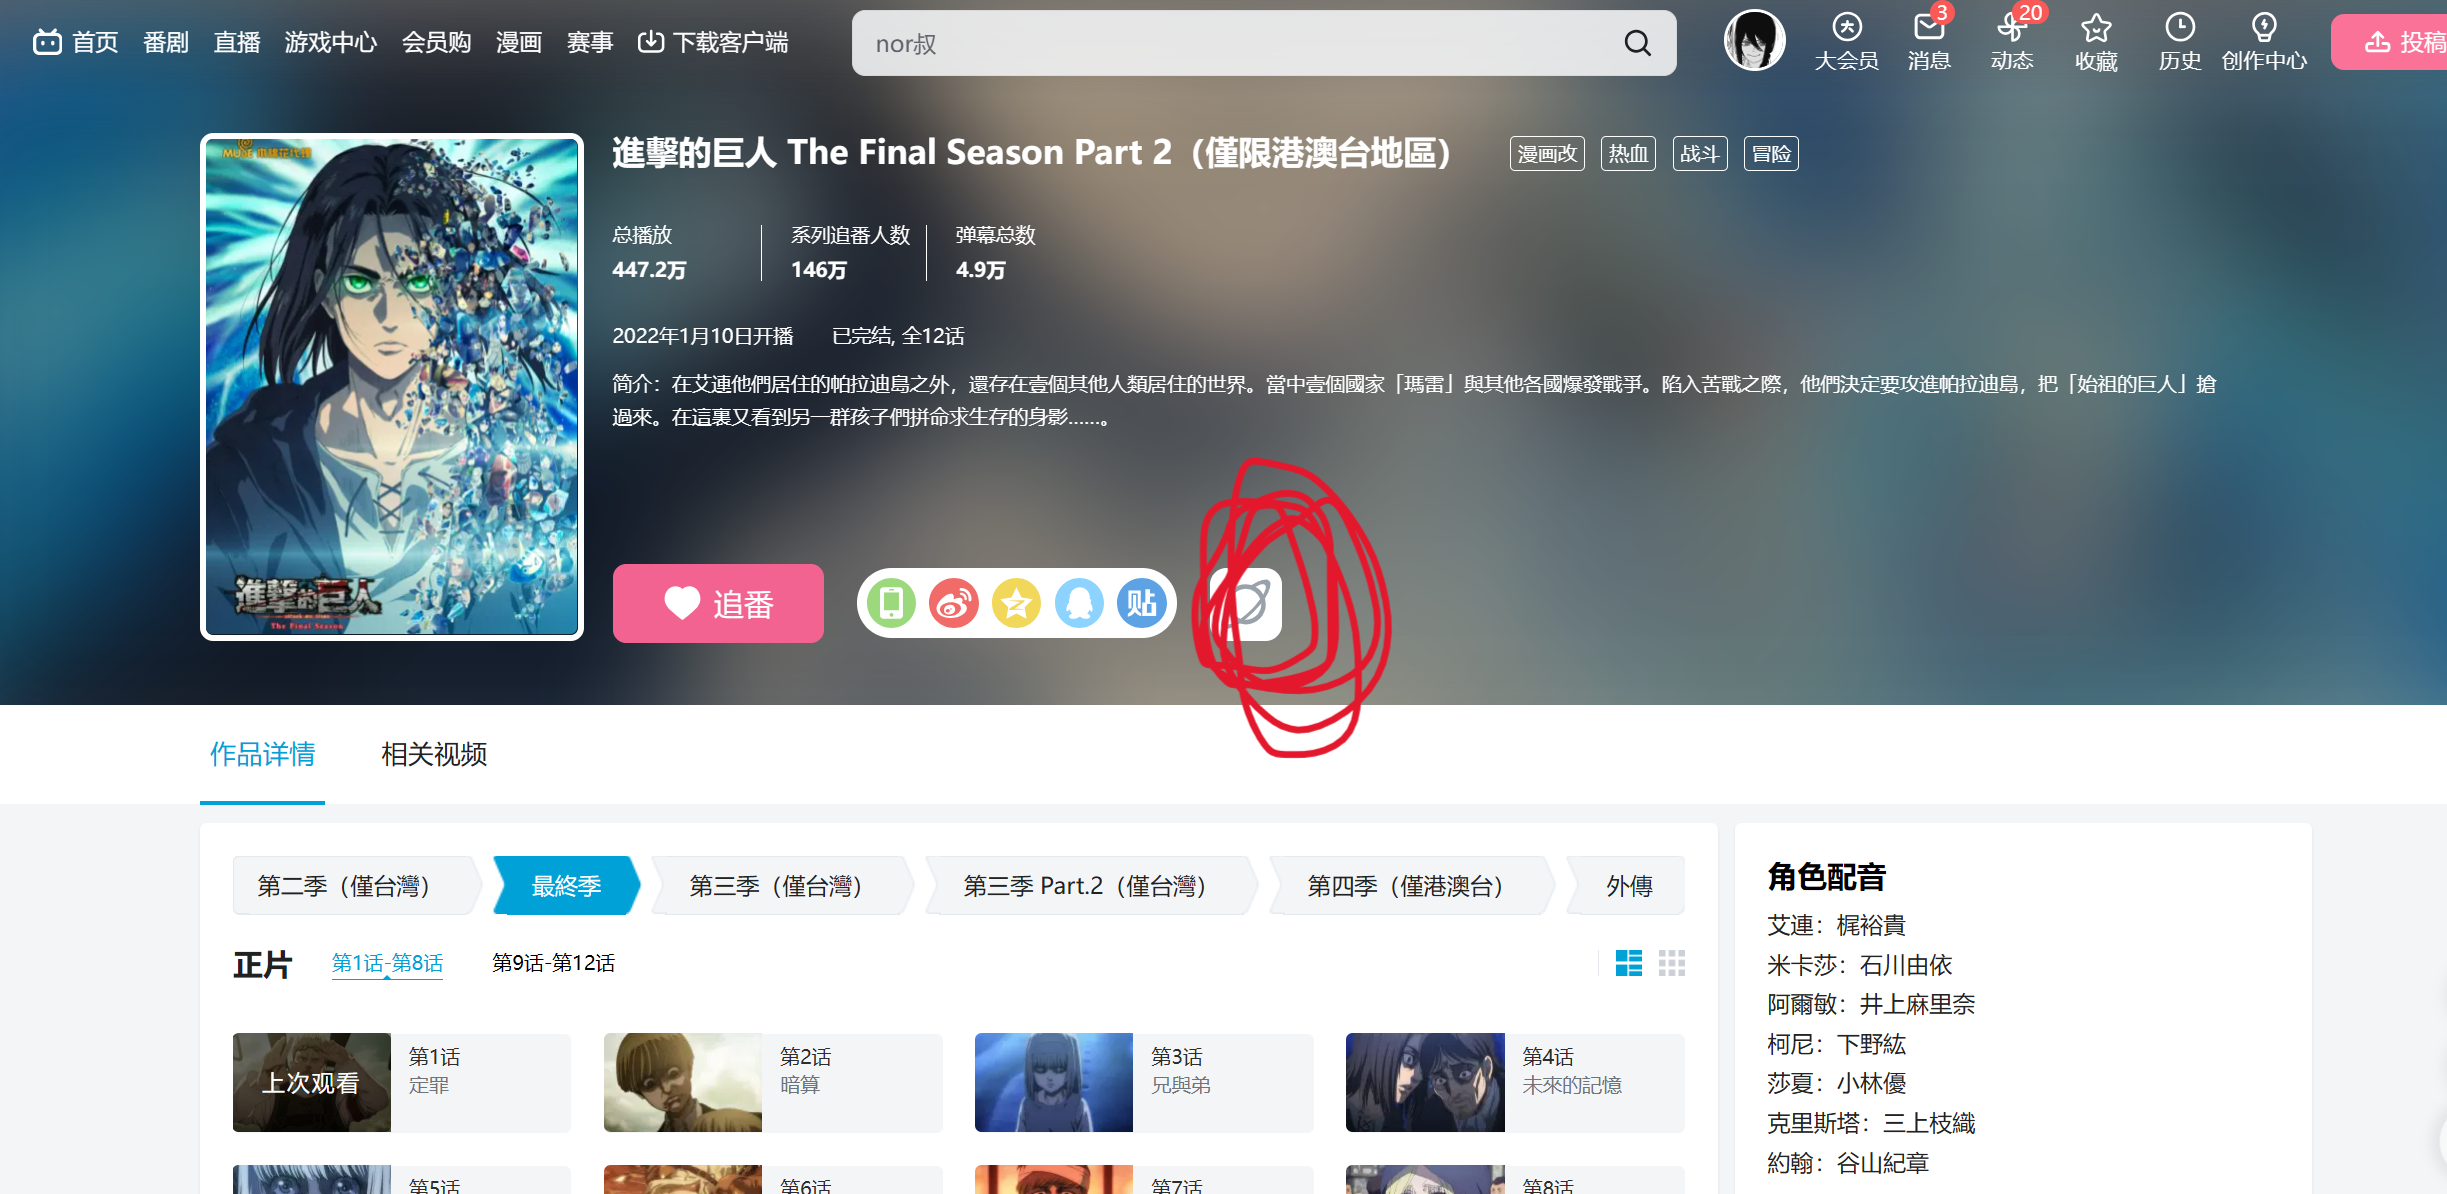 首页 番剧 直播 游戏中心 会员购 漫画 赛事 下载客户端 nor叔 大会员 消息 3 动态 20 收藏 历史 创作中心 投稿
進擊的巨人 The Final Season Part 2（僅限港澳台地區） 漫画改 热血 战斗 冒险
总播放 系列追番人数 弹幕总数
447.2万 146万 4.9万
2022年1月10日开播 已完结, 全12话
简介：在艾連他們居住的帕拉迪島之外，還存在壹個其他人類居住的世界。當中壹個國家「瑪雷」與其他各國爆發戰爭。陷入苦戰之際，他們決定要攻進帕拉迪島，把「始祖的巨人」搶
過來。在這裏又看到另一群孩子們拼命求生存的身影……。
MUSE 木棉花代理
進擊的巨人
The Final Season
追番 贴
作品详情 相关视频
第二季（僅台灣） 最終季 第三季（僅台灣） 第三季 Part.2（僅台灣） 第四季（僅港澳台） 外傳
正片 第1话-第8话 第9话-第12话
上次观看
第1话
定罪
第2话
暗算
第3话
兄與弟
第4话
未來的記憶
第5话
第6话
第7话
第8话
角色配音
艾連：梶裕貴
米卡莎：石川由依
阿爾敏：井上麻里奈
柯尼：下野紘
莎夏：小林優
克里斯塔：三上枝織
約翰：谷山紀章